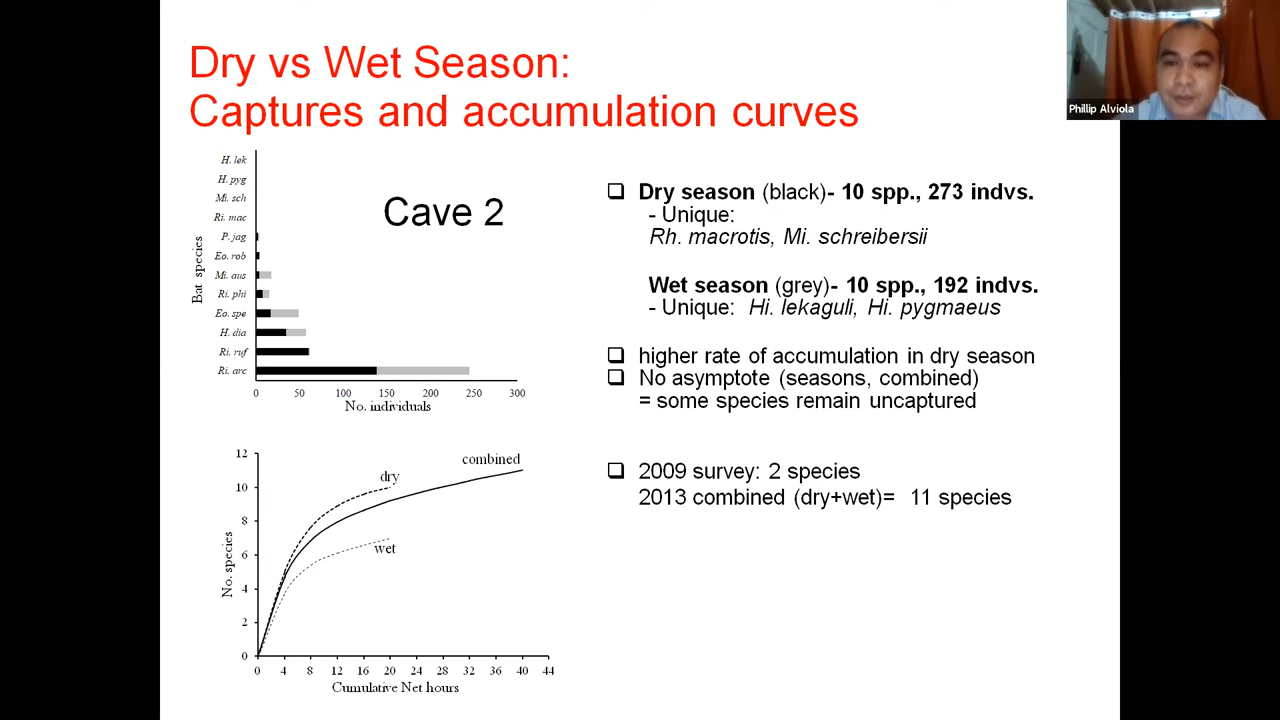 Dry vs Wet Season:
Captures and accumulation curves
Phillip Alviola
Bat species
H. lek
H. pyg
Mi. sch
Ri. mac
P. jag
Eo. rob
Mi. aus
Ri. phi
Eo. spe
H. dia
Ri. ruf
Ri. arc
Cave 2
0 50 100 150 200 250 300
No. individuals
No. species
12
10
8
6
4
2
0
dry
combined
wet
0 4 8 12 16 20 24 28 32 36 40 44
Cumulative Net hours
Dry season (black)- 10 spp., 273 indvs.
- Unique:
Rh. macrotis, Mi. schreibersii
Wet season (grey)- 10 spp., 192 indvs.
- Unique: Hi. lekaguli, Hi. pygmaeus
higher rate of accumulation in dry season
No asymptote (seasons, combined)
= some species remain uncaptured
2009 survey: 2 species
2013 combined (dry+wet)= 11 species